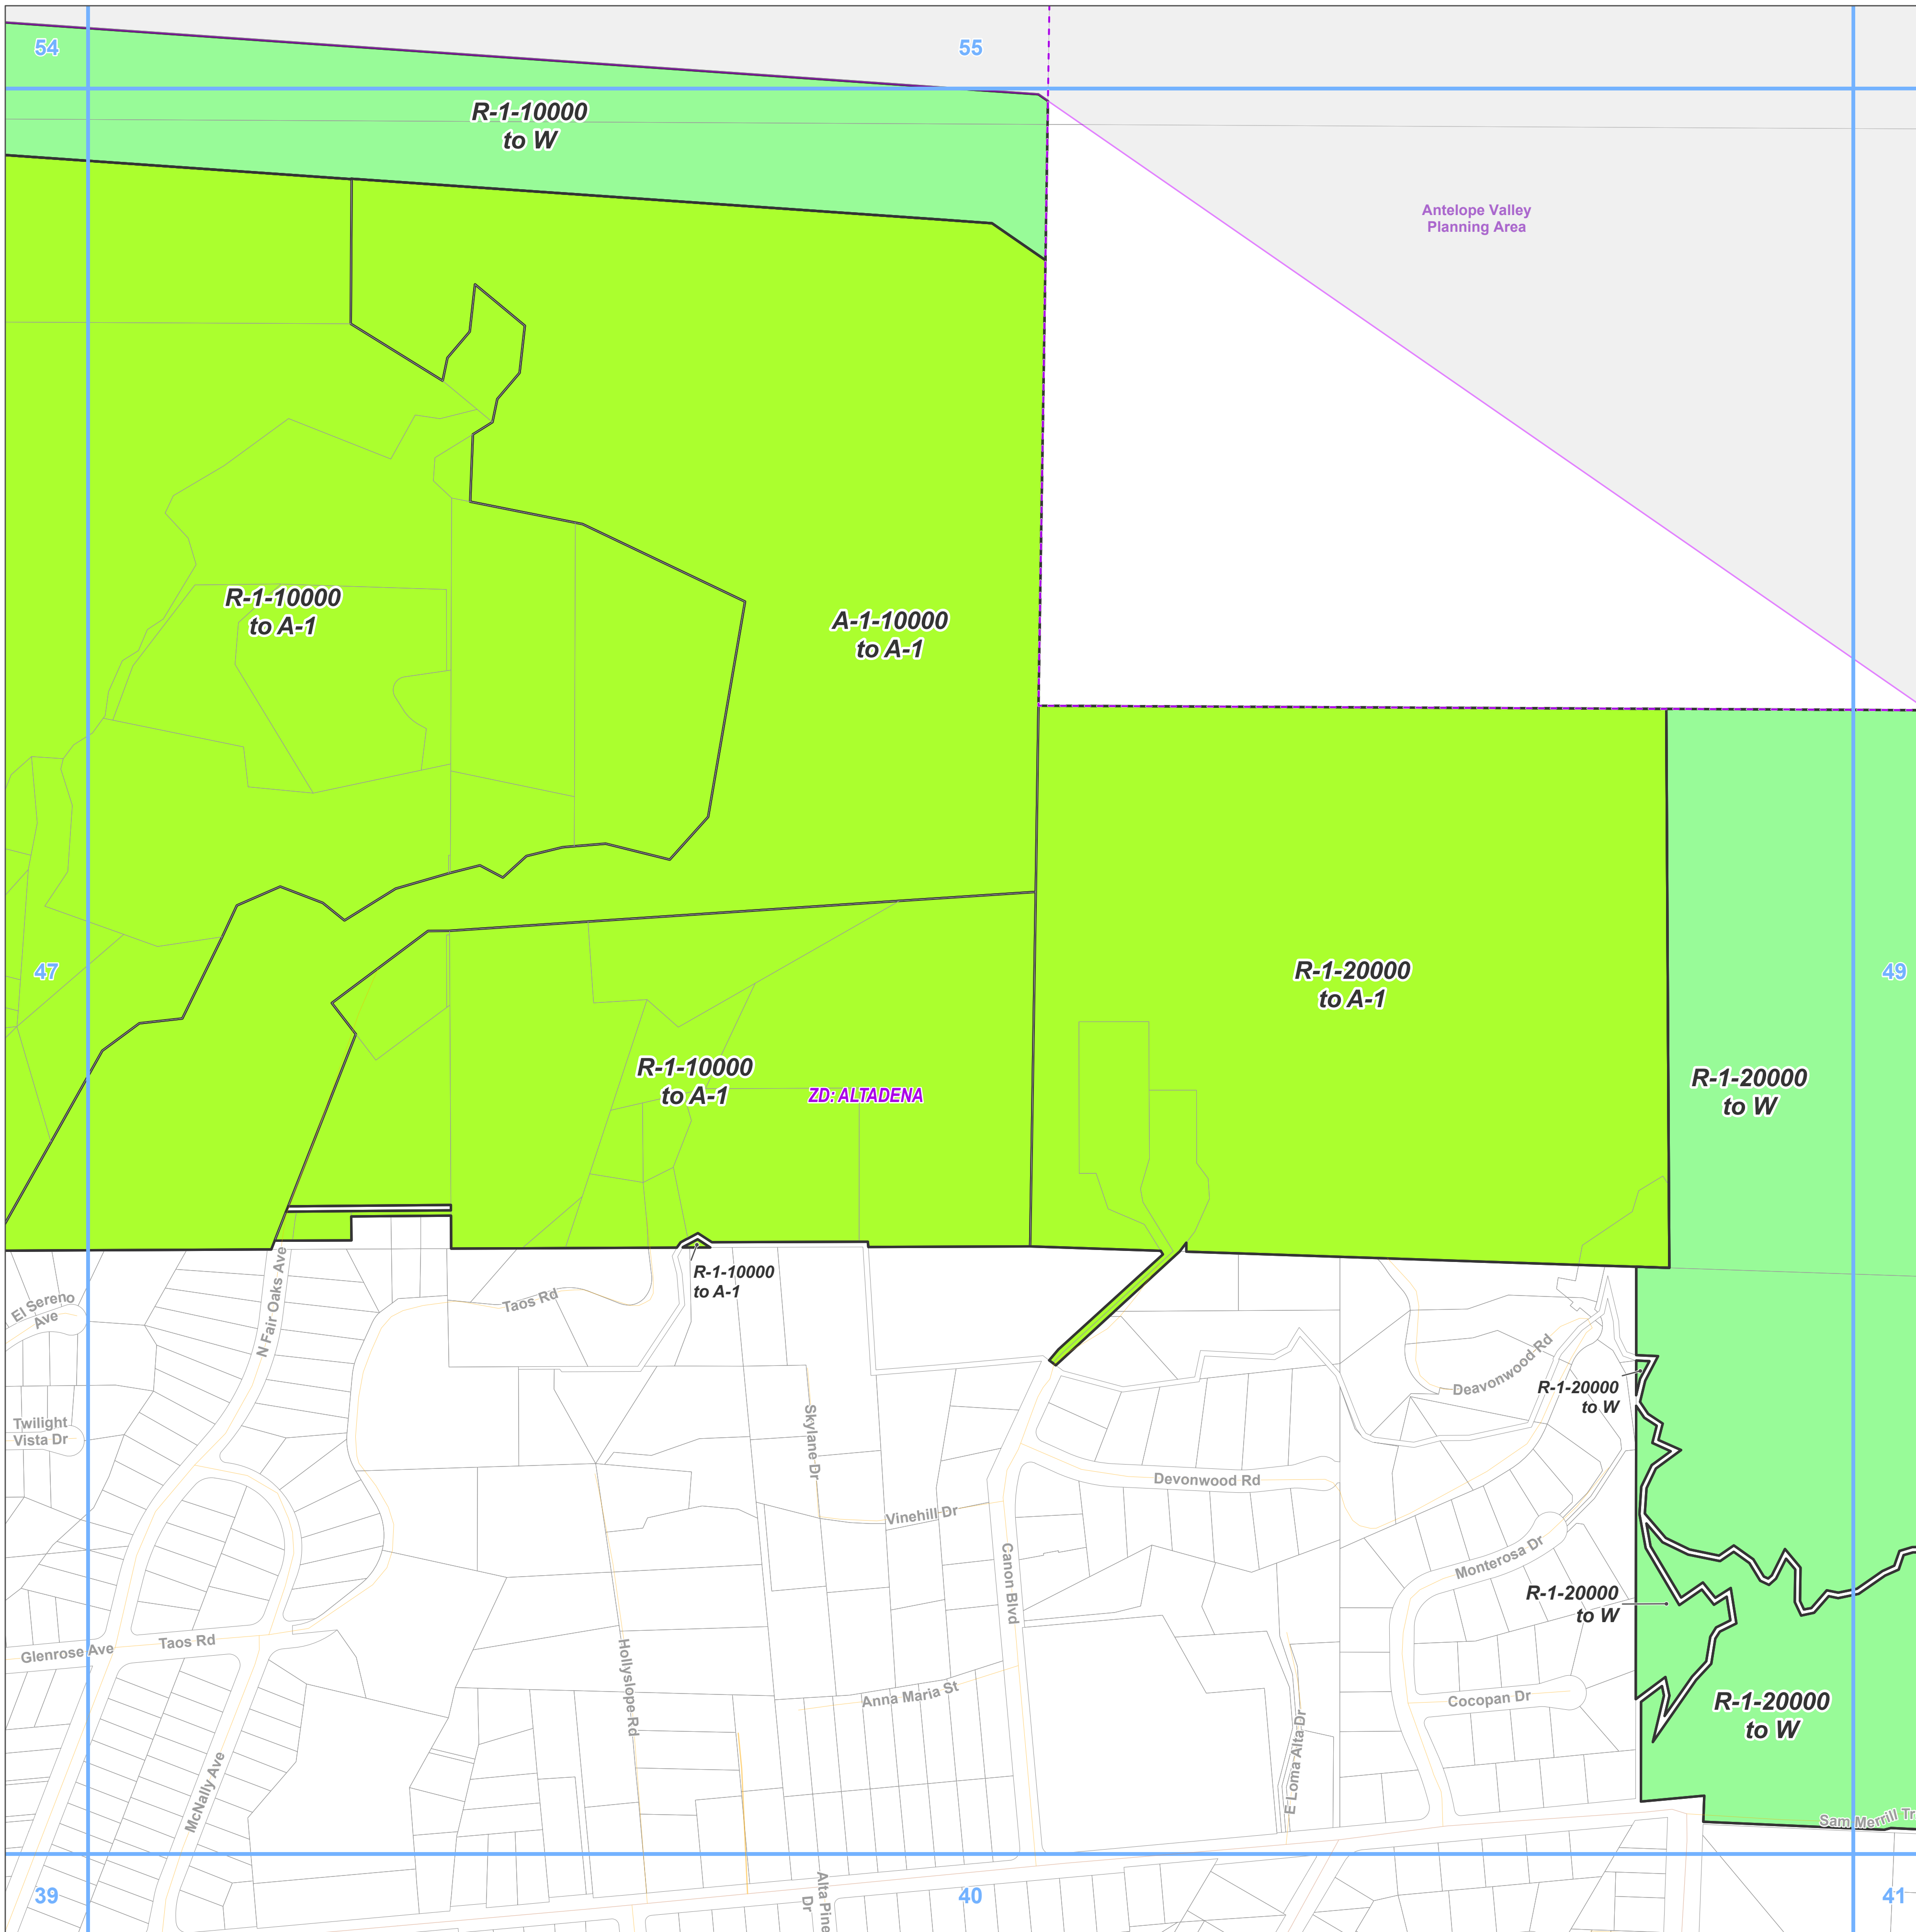 54
55
R-1-10000
to W
Antelope Valley
Planning Area
R-1-10000
to A-1
A-1-10000
to A-1
47
R-1-20000
to A-1
49
R-1-10000
to A-1
ZD: ALTADENA
R-1-20000
to W
R-1-10000
to A-1
El Sereno
Ave
N Fair Oaks Ave
Taos Rd
Deavonwood Rd
R-1-20000
to W
Twilight
Vista Dr
Skylane Dr
Devonwood Rd
Vinehill Dr
Canon Blvd
Monterosa Dr
R-1-20000
to W
Glenrose Ave
Taos Rd
Hollyslope Rd
Anna Maria St
Cocopan Dr
R-1-20000
to W
McNally Ave
E Loma Alta Dr
Sam Merrill Tr
39
Alta Pine
Dr
40
41